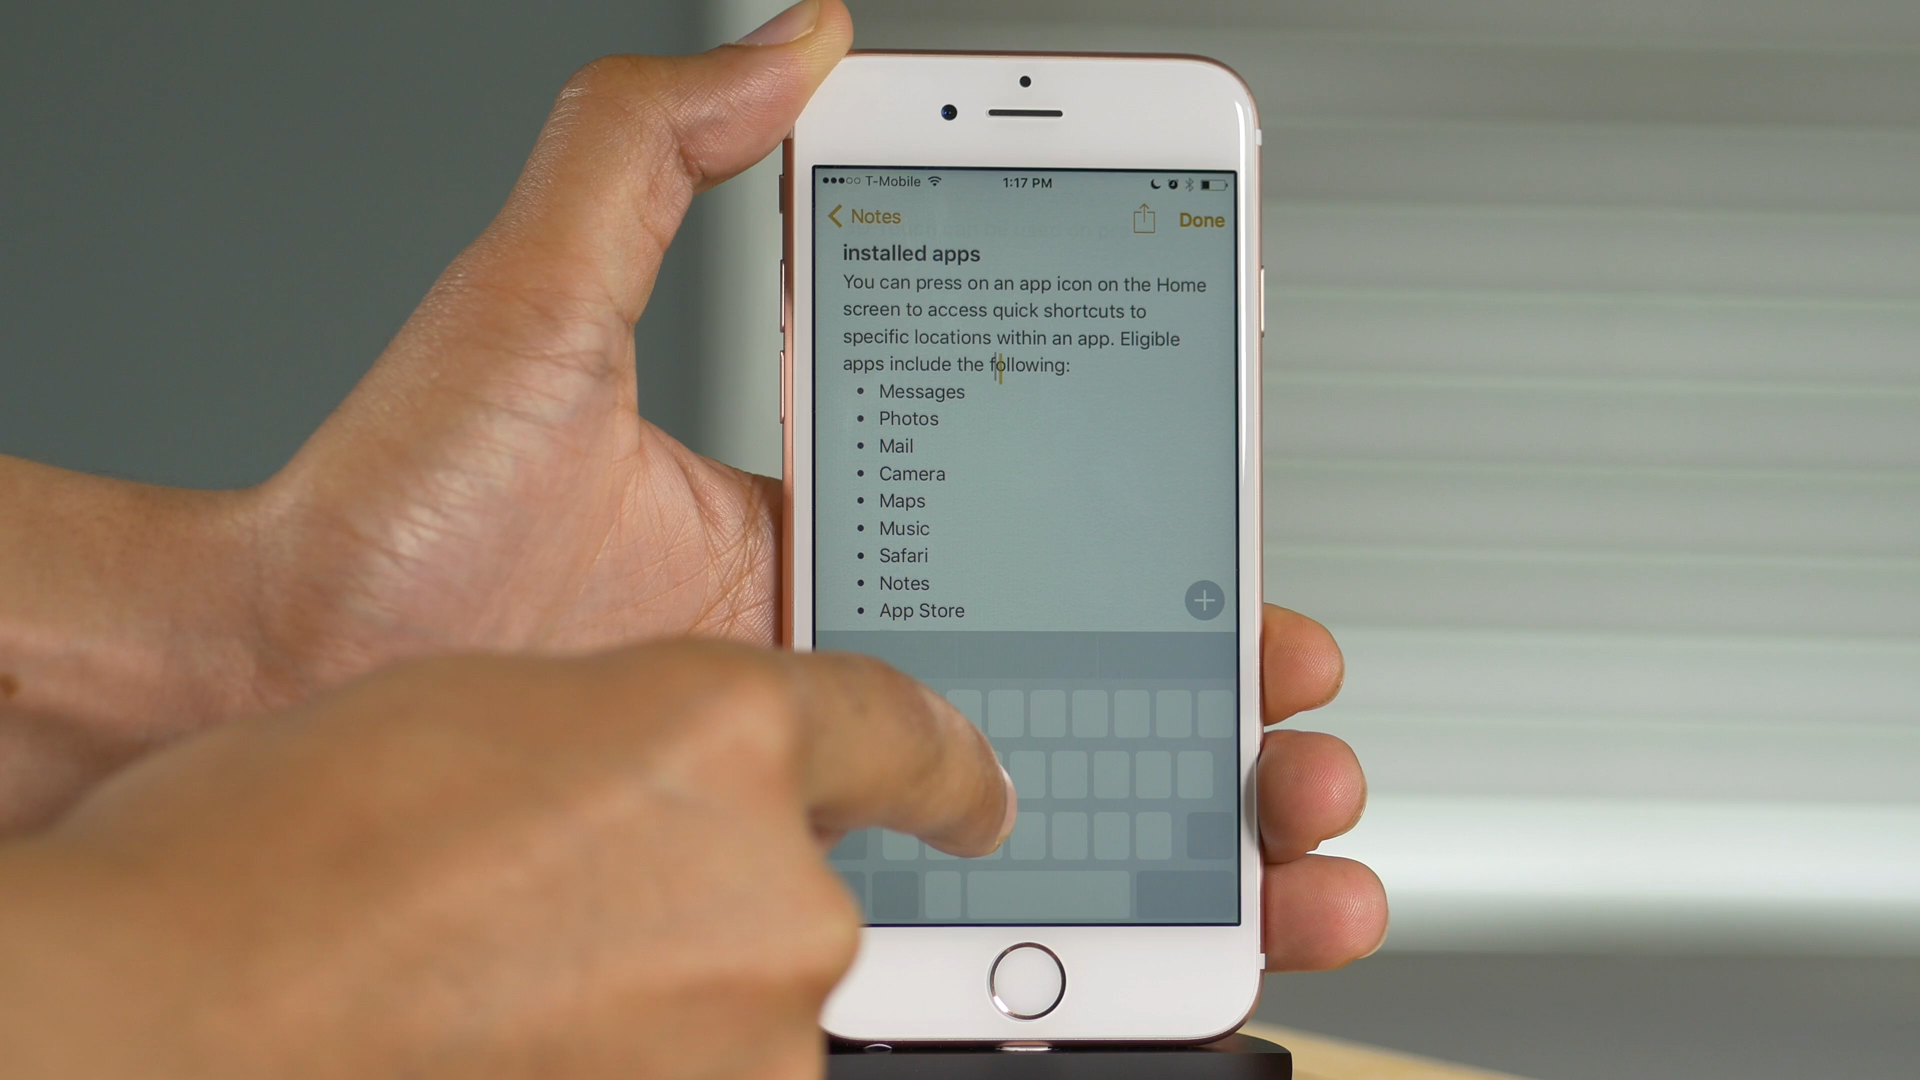 T-Mobile 1:17 PM
Notes Done
installed apps
You can press on an app icon on the Home
screen to access quick shortcuts to
specific locations within an app. Eligible
apps include the following:
• Messages
• Photos
• Mail
• Camera
• Maps
• Music
• Safari
• Notes
• App Store